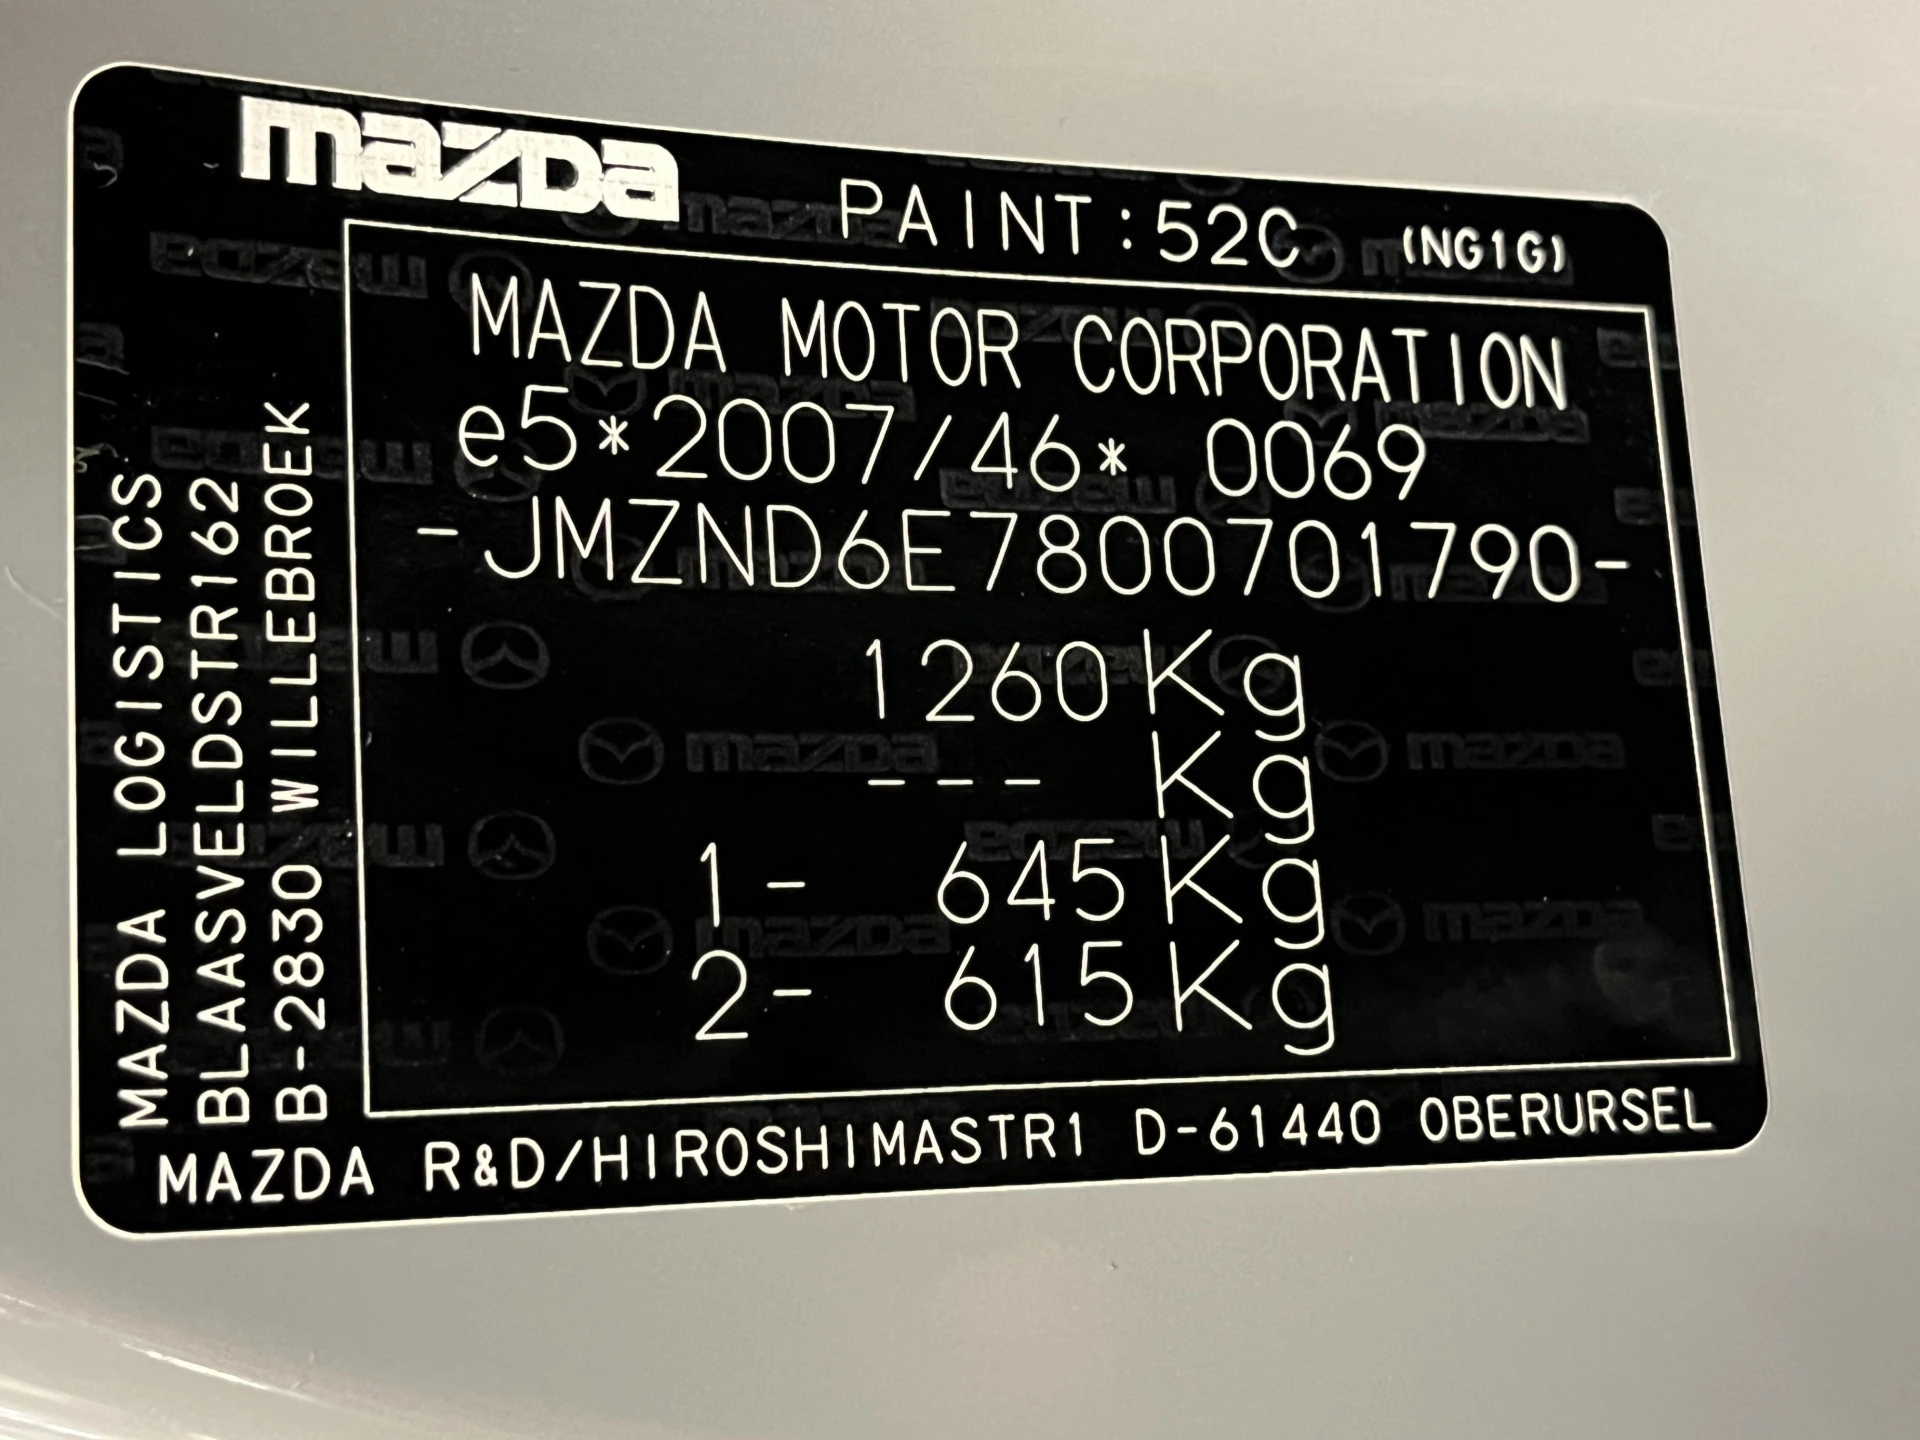 mazda
PAINT:52C (NG1G)
MAZDA MOTOR CORPORATION
e5*2007/46* 0069
-JMZND6E7800701790-
1260Kg
--- Kg
1- 645Kg
2- 615Kg
MAZDA LOGISTICS
BLAASVELDSTR162
B-2830 WILLEBROEK
MAZDA R&D/HIROSHIMASTR1 D-61440 OBERURSEL